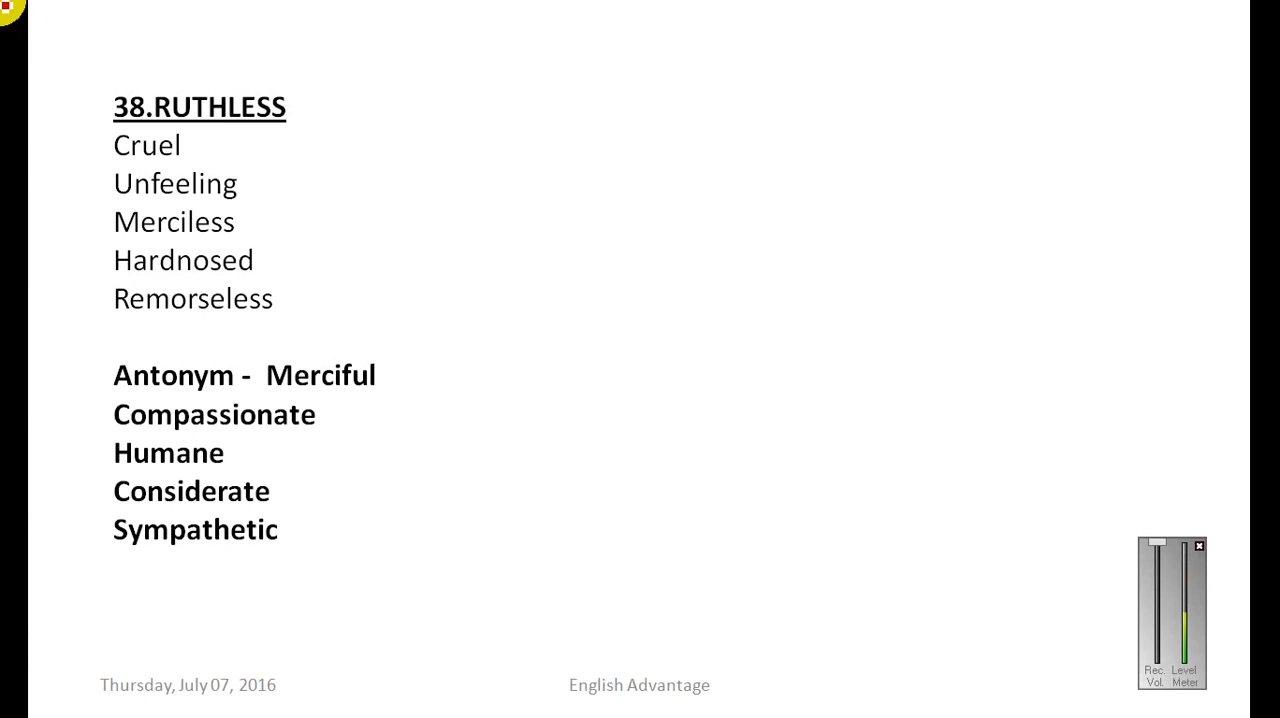 38.RUTHLESS
Cruel
Unfeeling
Merciless
Hardnosed
Remorseless
Antonym -  Merciful
Compassionate
Humane
Considerate
Sympathetic
Rec. Level
Vol. Meter
Thursday, July 07, 2016
English Advantage